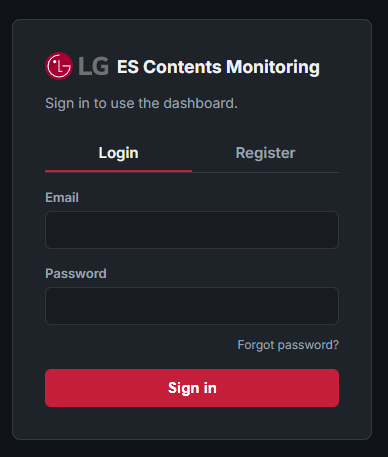 LG ES Contents Monitoring
Sign in to use the dashboard.
Login Register
Email
Password
Forgot password?
Sign in